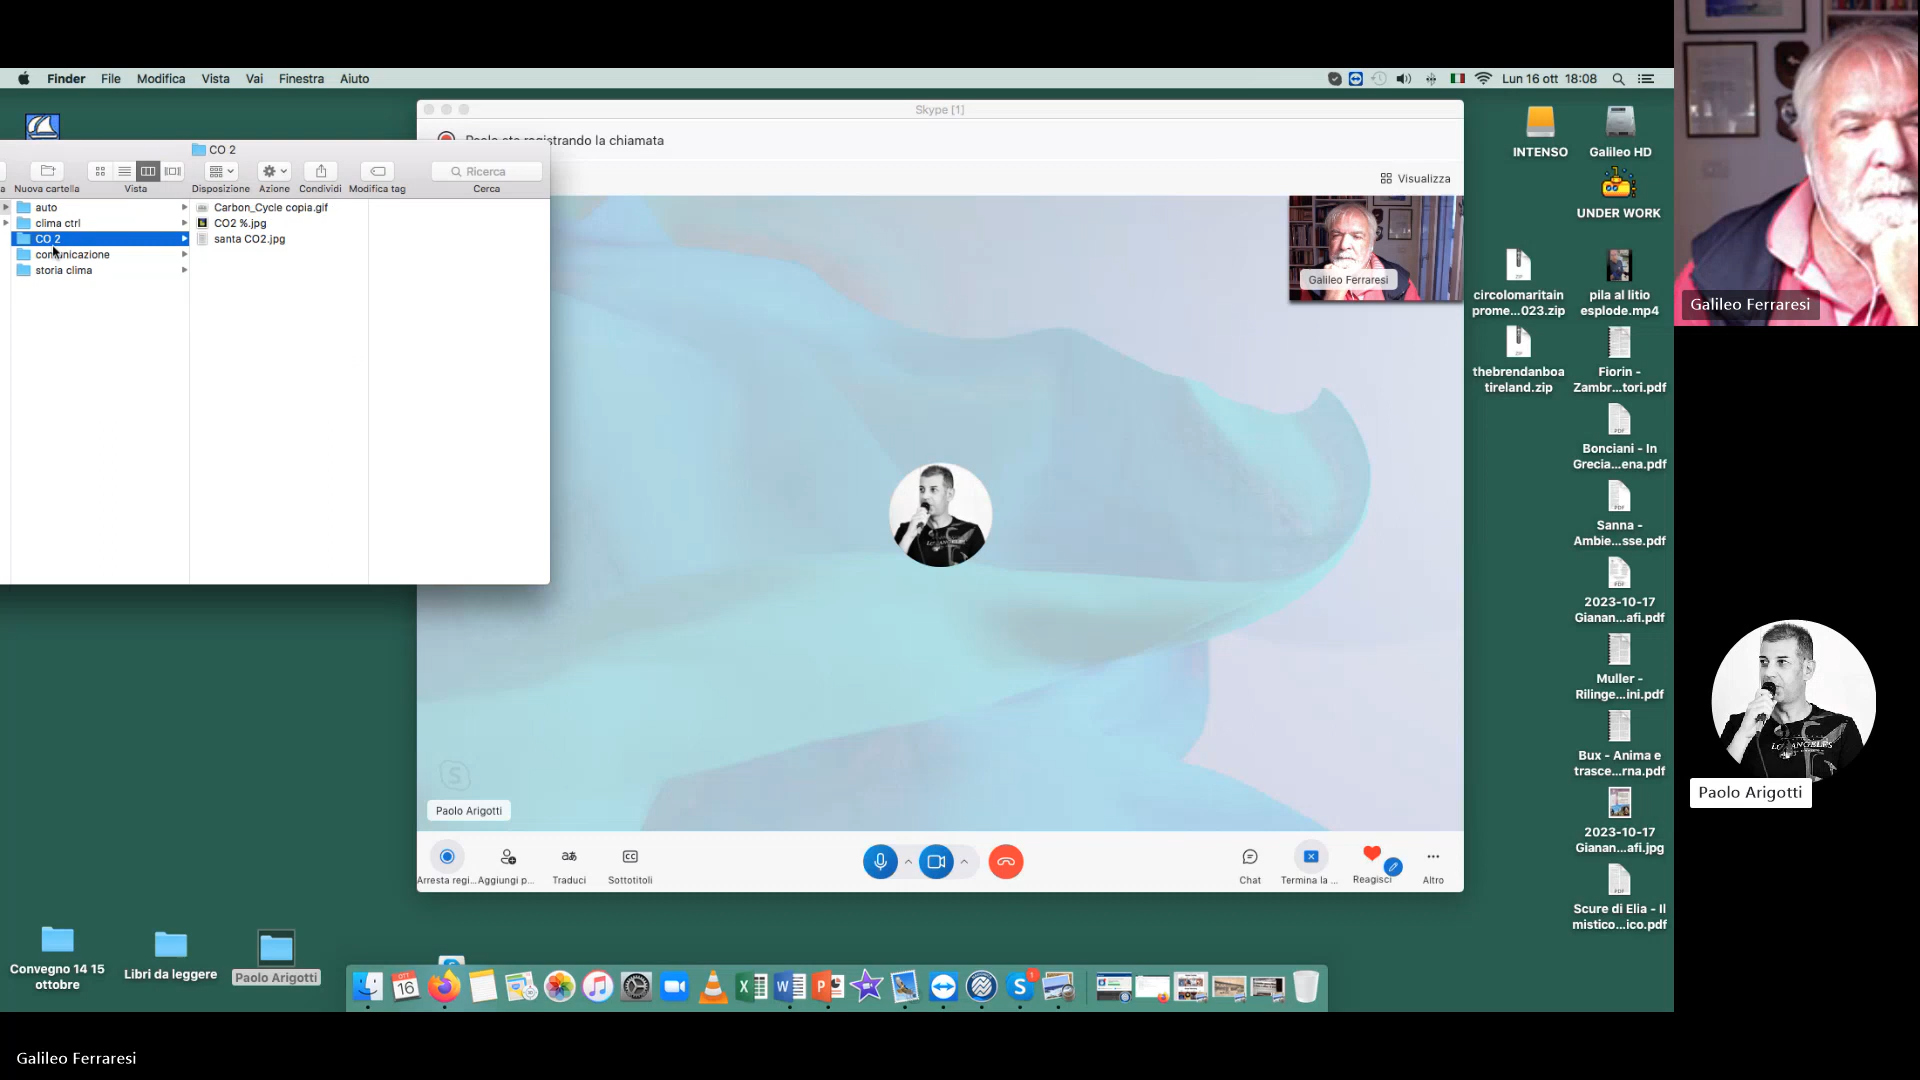 Finder File Modifica Vista Vai Finestra Aiuto
Lun 16 ott 18:08
Skype [1]
Paolo sta registrando la chiamata
Visualizza
CO 2
Nuova cartella Vista Disposizione Azione Condividi Modifica tag Cerca
Ricerca
auto
clima ctrl
CO 2
comunicazione
storia clima
Carbon_Cycle copia.gif
CO2 %.jpg
santa CO2.jpg
Galileo Ferraresi
Paolo Arigotti
Arresta regi... Aggiungi p... Traduci Sottotitoli
Chat Termina la ... Reagisci Altro
INTENSO
Galileo HD
UNDER WORK
circolomaritain
prome...023.zip
pila al litio
esplode.mp4
thebrendanboa
tireland.zip
Fiorin -
Zambr...tori.pdf
Bonciani - In
Grecia...ena.pdf
Sanna -
Ambie...sse.pdf
2023-10-17
Gianan...afi.pdf
Muller -
Rilinge...ini.pdf
Bux - Anima e
trasce...rna.pdf
2023-10-17
Gianan...afi.jpg
Scure di Elia - Il
mistico...ico.pdf
Convegno 14 15
ottobre
Libri da leggere
Paolo Arigotti
OTT
16
1
Galileo Ferraresi
LOS ANGELES
Paolo Arigotti
Galileo Ferraresi